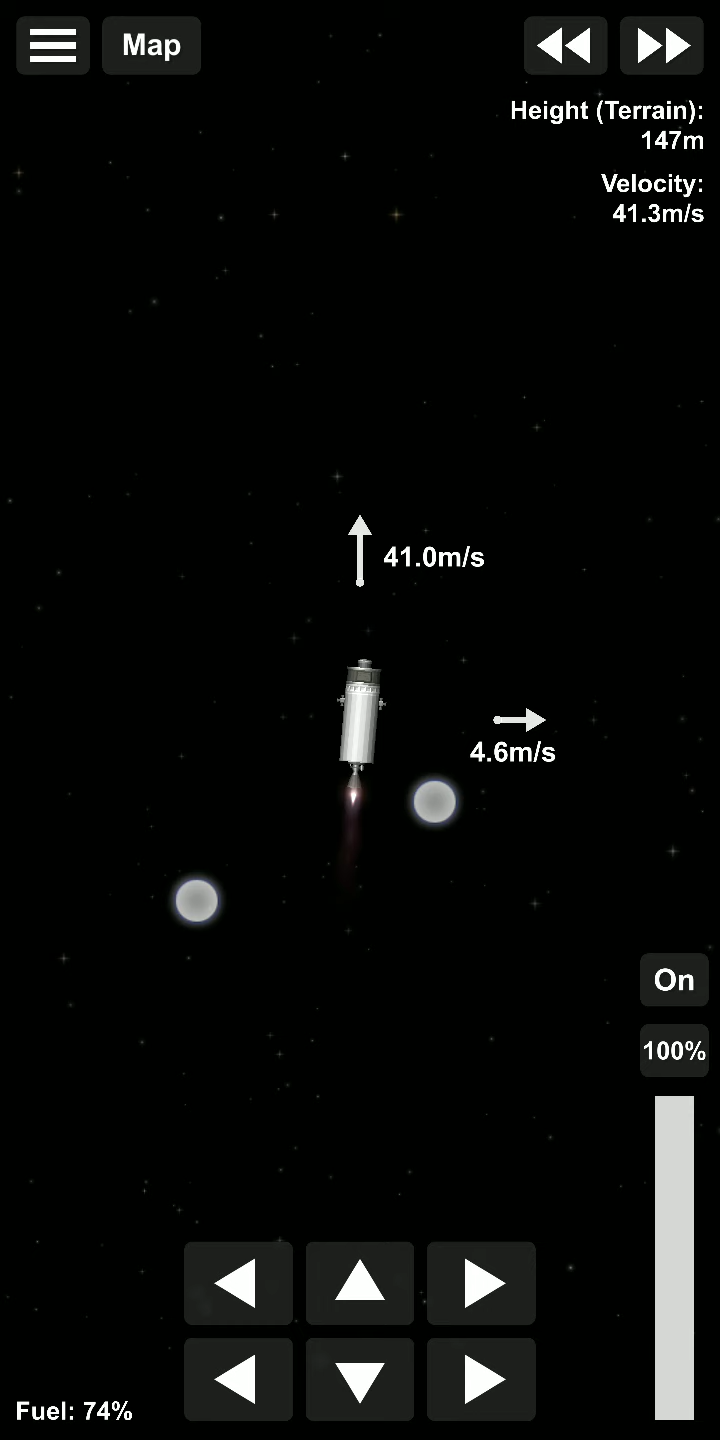 Map
Height (Terrain):
147m
Velocity:
41.3m/s
41.0m/s
4.6m/s
On
100%
Fuel: 74%